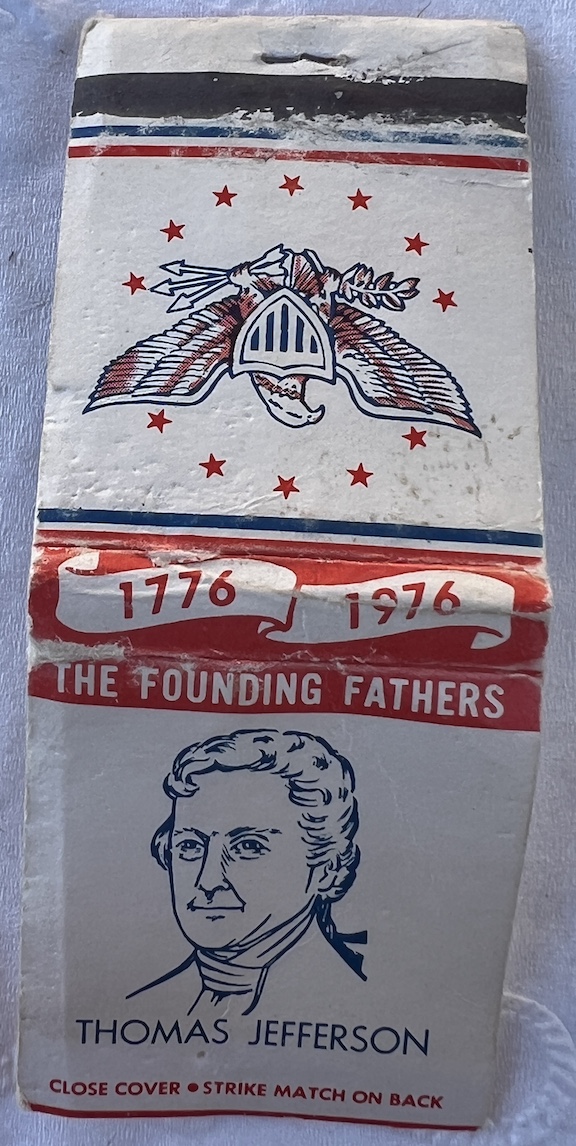 1776 1976
THE FOUNDING FATHERS
THOMAS JEFFERSON
CLOSE COVER • STRIKE MATCH ON BACK